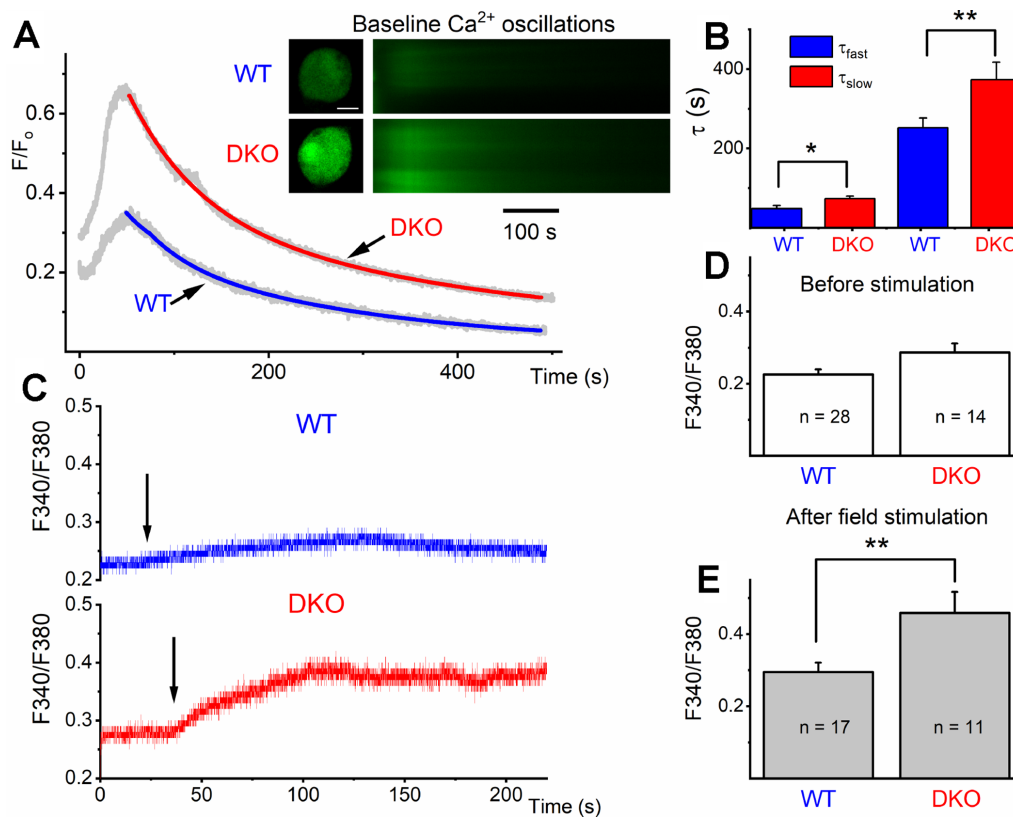 A
Baseline Ca²⁺ oscillations
WT
DKO
100 s
F/Fₒ
0.6
0.4
0.2
DKO
WT
0 200 400
Time (s)
B
τfast
τslow
τ (s)
400
200
*
**
WT DKO WT DKO
C
WT
F340/F380
0.5
0.4
0.3
0.2
DKO
F340/F380
0.5
0.4
0.3
0.2
0 50 100 150 200
Time (s)
D
Before stimulation
F340/F380
0.4
0.2
n = 28 n = 14
WT DKO
After field stimulation
E
**
F340/F380
0.4
0.3
0.2
0.1
n = 17 n = 11
WT DKO